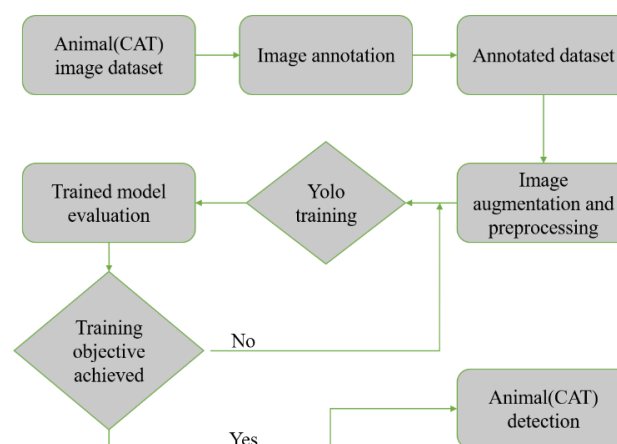 Animal(CAT)
image dataset
Image annotation
Annotated dataset
Trained model
evaluation
Yolo
training
Image
augmentation and
preprocessing
Training
objective
achieved
No
Animal(CAT)
detection
Yes